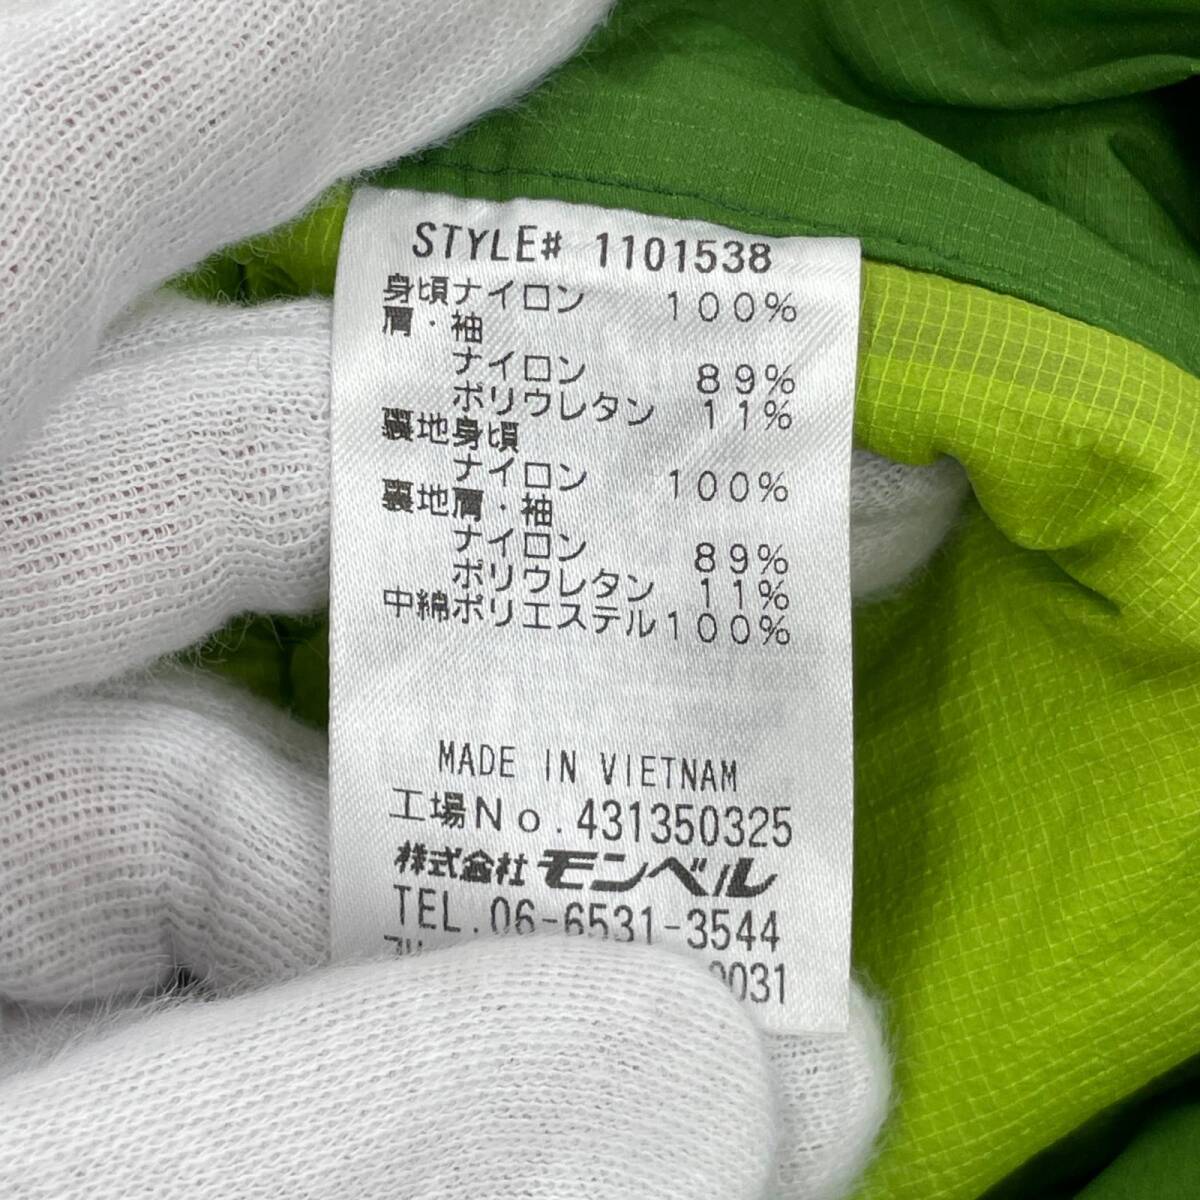 STYLE# 1101538
身頃ナイロン 100%
肩・袖
ナイロン 89%
ポリウレタン 11%
裏地身頃
ナイロン 100%
裏地肩・袖
ナイロン 89%
ポリウレタン 11%
中綿ポリエステル 100%
MADE IN VIETNAM
工場No.431350325
株式会社 モンベル
TEL.06-6531-3544
0031